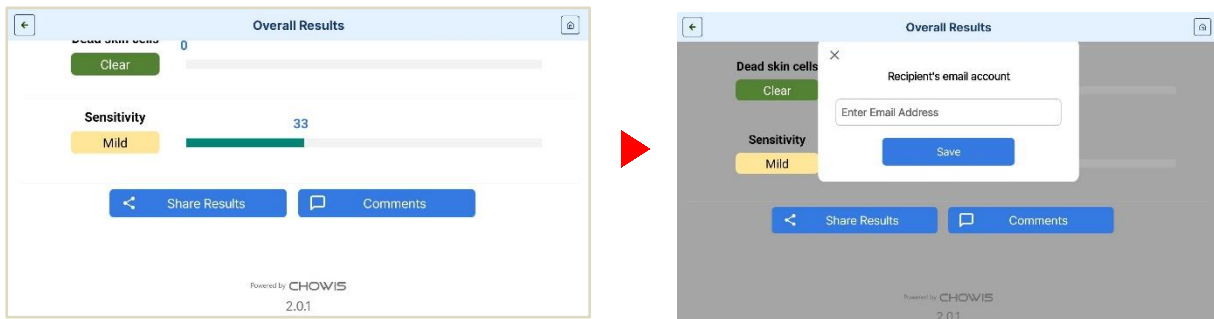 Overall Results
Dead skin cells
0
Clear
Sensitivity
33
Mild
Share Results
Comments
Powered by CHOWIS
2.0.1
Overall Results
Recipient's email account
Dead skin cells
Clear
Enter Email Address
Sensitivity
Save
Mild
Share Results
Comments
Powered by CHOWIS
2.0.1